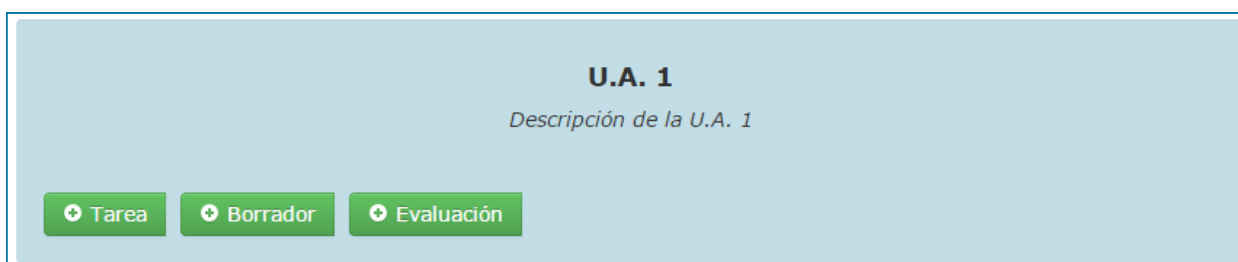 U.A. 1
Descripción de la U.A. 1
Tarea Borrador Evaluación